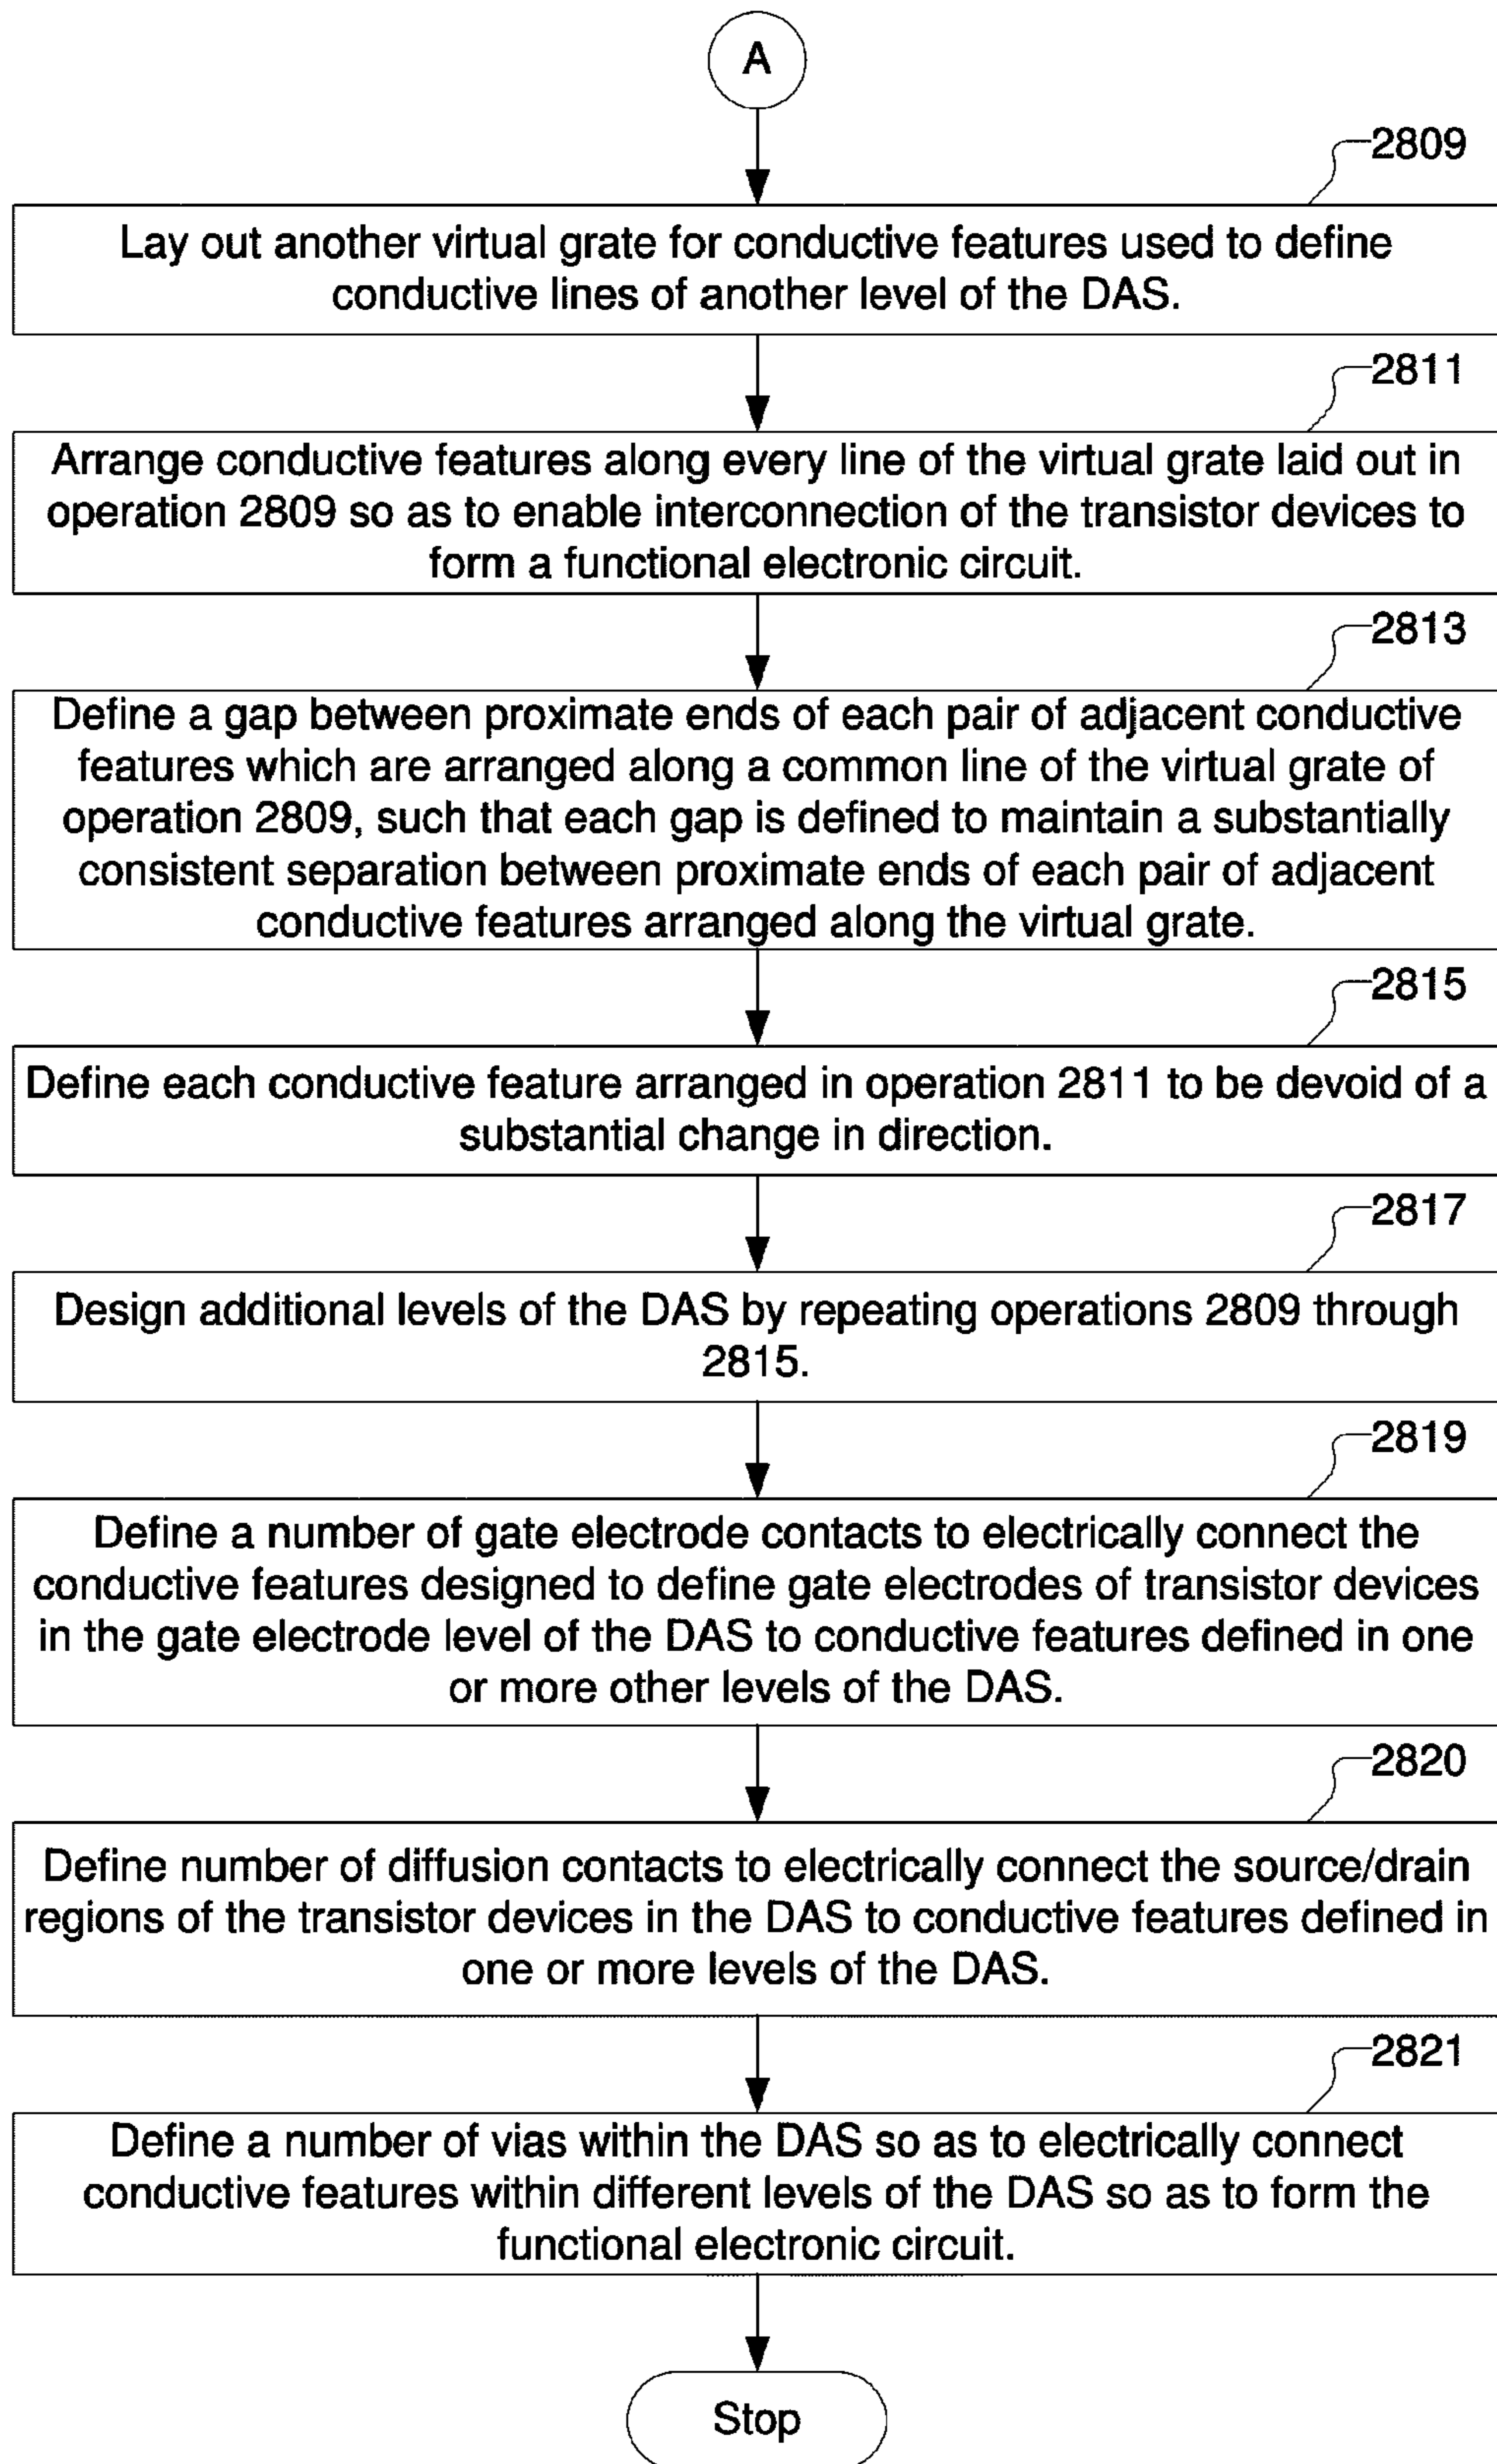 A
2809
Lay out another virtual grate for conductive features used to define
conductive lines of another level of the DAS.
2811
Arrange conductive features along every line of the virtual grate laid out in
operation 2809 so as to enable interconnection of the transistor devices to
form a functional electronic circuit.
2813
Define a gap between proximate ends of each pair of adjacent conductive
features which are arranged along a common line of the virtual grate of
operation 2809, such that each gap is defined to maintain a substantially
consistent separation between proximate ends of each pair of adjacent
conductive features arranged along the virtual grate.
2815
Define each conductive feature arranged in operation 2811 to be devoid of a
substantial change in direction.
2817
Design additional levels of the DAS by repeating operations 2809 through
2815.
2819
Define a number of gate electrode contacts to electrically connect the
conductive features designed to define gate electrodes of transistor devices
in the gate electrode level of the DAS to conductive features defined in one
or more other levels of the DAS.
2820
Define number of diffusion contacts to electrically connect the source/drain
regions of the transistor devices in the DAS to conductive features defined in
one or more levels of the DAS.
2821
Define a number of vias within the DAS so as to electrically connect
conductive features within different levels of the DAS so as to form the
functional electronic circuit.
Stop